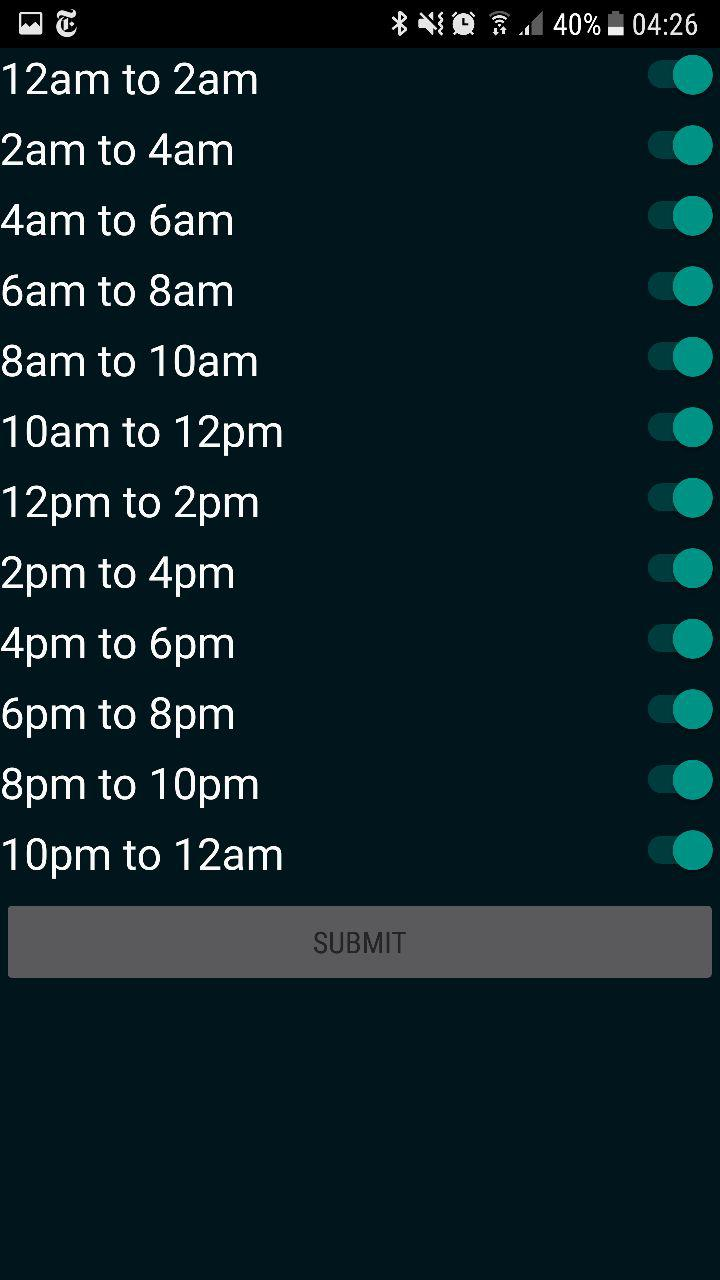 40% 04:26
12am to 2am
2am to 4am
4am to 6am
6am to 8am
8am to 10am
10am to 12pm
12pm to 2pm
2pm to 4pm
4pm to 6pm
6pm to 8pm
8pm to 10pm
10pm to 12am
SUBMIT